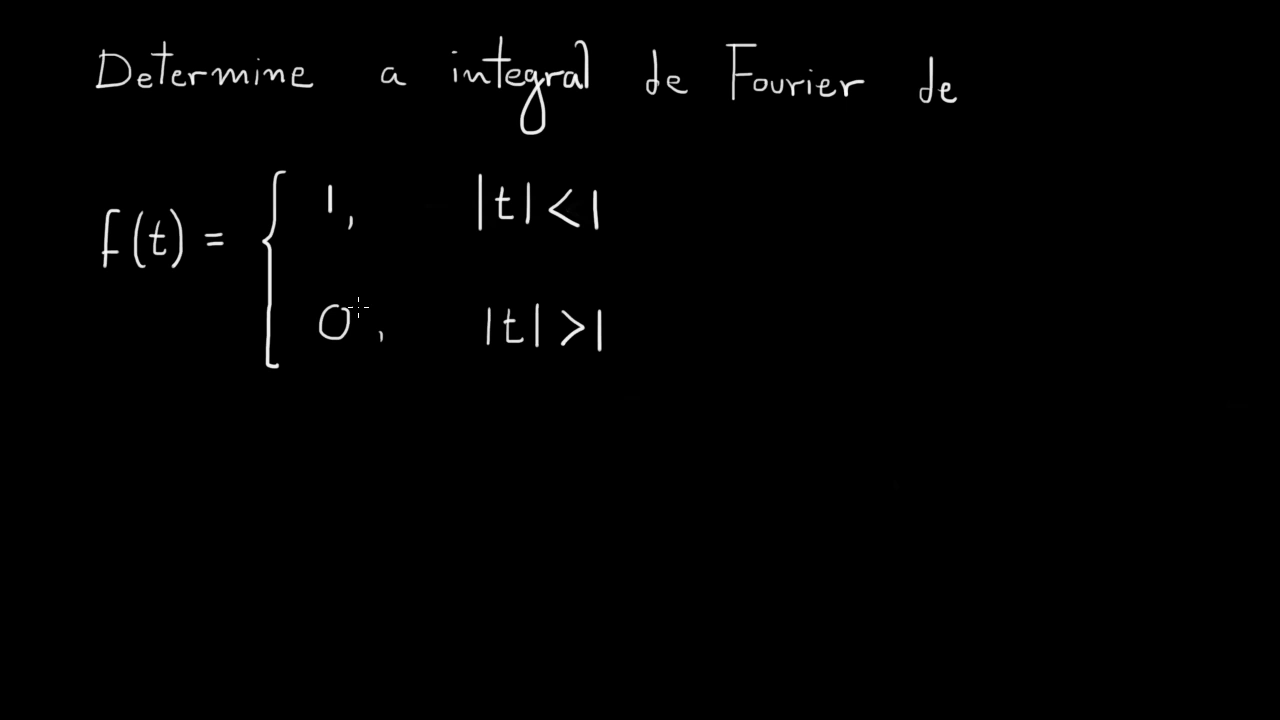 Determine a integral de Fourier de
f(t) = { 1, |t| < 1
0, |t| > 1